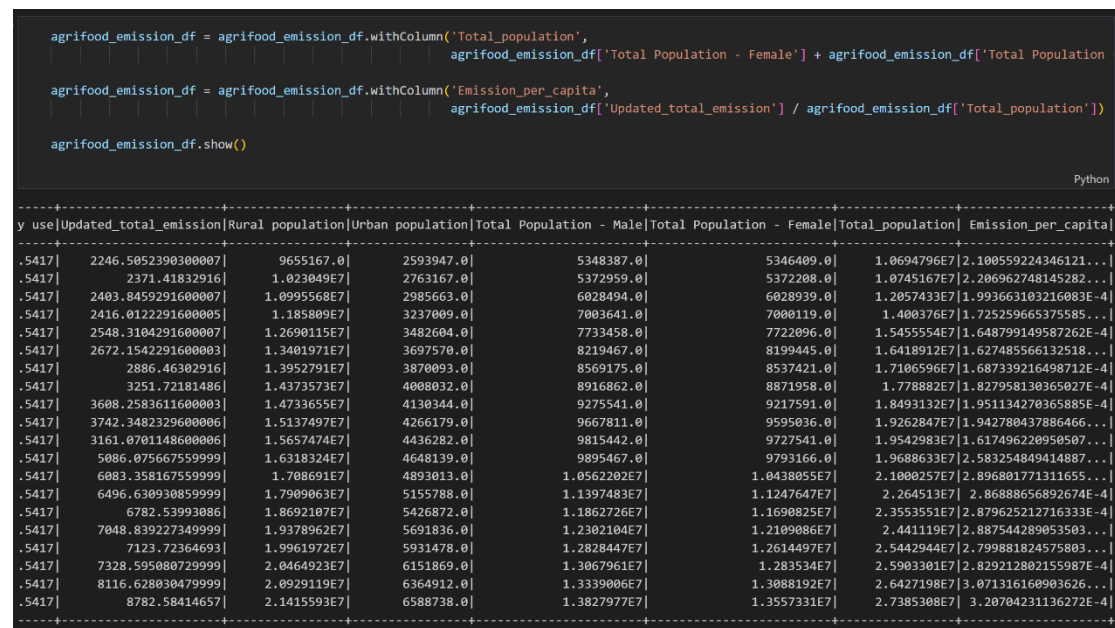 agrifood_emission_df = agrifood_emission_df.withColumn('Total_population',
agrifood_emission_df['Total Population - Female'] + agrifood_emission_df['Total Population
agrifood_emission_df = agrifood_emission_df.withColumn('Emission_per_capita',
agrifood_emission_df['Updated_total_emission'] / agrifood_emission_df['Total_population'])
agrifood_emission_df.show()
Python
-----+----------------------+----------------+----------------+-----------------------+-------------------------+----------------+--------------------+
y use|Updated_total_emission|Rural population|Urban population|Total Population - Male|Total Population - Female|Total_population| Emission_per_capita|
-----+----------------------+----------------+----------------+-----------------------+-------------------------+----------------+--------------------+
.5417| 2246.5052390300007| 9655167.0| 2593947.0| 5348387.0| 5346409.0| 1.0694796E7|2.100559224346121...|
.5417| 2371.41832916| 1.023049E7| 2763167.0| 5372959.0| 5372208.0| 1.0745167E7|2.206962748145282...|
.5417| 2403.8459291600007| 1.0995568E7| 2985663.0| 6028494.0| 6028939.0| 1.2057433E7|1.993663103216083E-4|
.5417| 2416.0122291600005| 1.185809E7| 3237009.0| 7003641.0| 7000119.0| 1.400376E7|1.725259665375585...|
.5417| 2548.3104291600007| 1.2690115E7| 3482604.0| 7733458.0| 7722096.0| 1.5455554E7|1.648799149587262E-4|
.5417| 2672.1542291600003| 1.3401971E7| 3697570.0| 8219467.0| 8199445.0| 1.6418912E7|1.627485566132518...|
.5417| 2886.46302916| 1.3952791E7| 3870093.0| 8569175.0| 8537421.0| 1.7106596E7|1.687339216498712E-4|
.5417| 3251.72181486| 1.4373573E7| 4008032.0| 8916862.0| 8871958.0| 1.778882E7|1.827958130365027E-4|
.5417| 3608.2583611600003| 1.4733655E7| 4130344.0| 9275541.0| 9217591.0| 1.8493132E7|1.951134270365885E-4|
.5417| 3742.3482329600006| 1.5137497E7| 4266179.0| 9667811.0| 9595036.0| 1.9262847E7|1.942780437886466...|
.5417| 3161.0701148600006| 1.5657474E7| 4436282.0| 9815442.0| 9727541.0| 1.9542983E7|1.617496220950507...|
.5417| 5086.075667559999| 1.6318324E7| 4648139.0| 9895467.0| 9793166.0| 1.9688633E7|2.583254849414887...|
.5417| 6083.358167559999| 1.708691E7| 4893013.0| 1.0562202E7| 1.0438055E7| 2.1000257E7|2.896801771311655...|
.5417| 6496.630930859999| 1.7909063E7| 5155788.0| 1.1397483E7| 1.1247647E7| 2.264513E7| 2.86888656892674E-4|
.5417| 6782.53993086| 1.8692107E7| 5426872.0| 1.1862726E7| 1.1690825E7| 2.3553551E7|2.879625212716333E-4|
.5417| 7048.839227349999| 1.9378962E7| 5691836.0| 1.2302104E7| 1.2109086E7| 2.441119E7|2.887544289053503...|
.5417| 7123.72364693| 1.9961972E7| 5931478.0| 1.2828447E7| 1.2614497E7| 2.5442944E7|2.799881824575803...|
.5417| 7328.595080729999| 2.0464923E7| 6151869.0| 1.3067961E7| 1.283534E7| 2.5903301E7|2.829212802155987E-4|
.5417| 8116.628030479999| 2.0929119E7| 6364912.0| 1.3339006E7| 1.3088192E7| 2.6427198E7|3.071316160903626...|
.5417| 8782.58414657| 2.1415593E7| 6588738.0| 1.3827977E7| 1.3557331E7| 2.7385308E7| 3.20704231136272E-4|
-----+----------------------+----------------+----------------+-----------------------+-------------------------+----------------+--------------------+